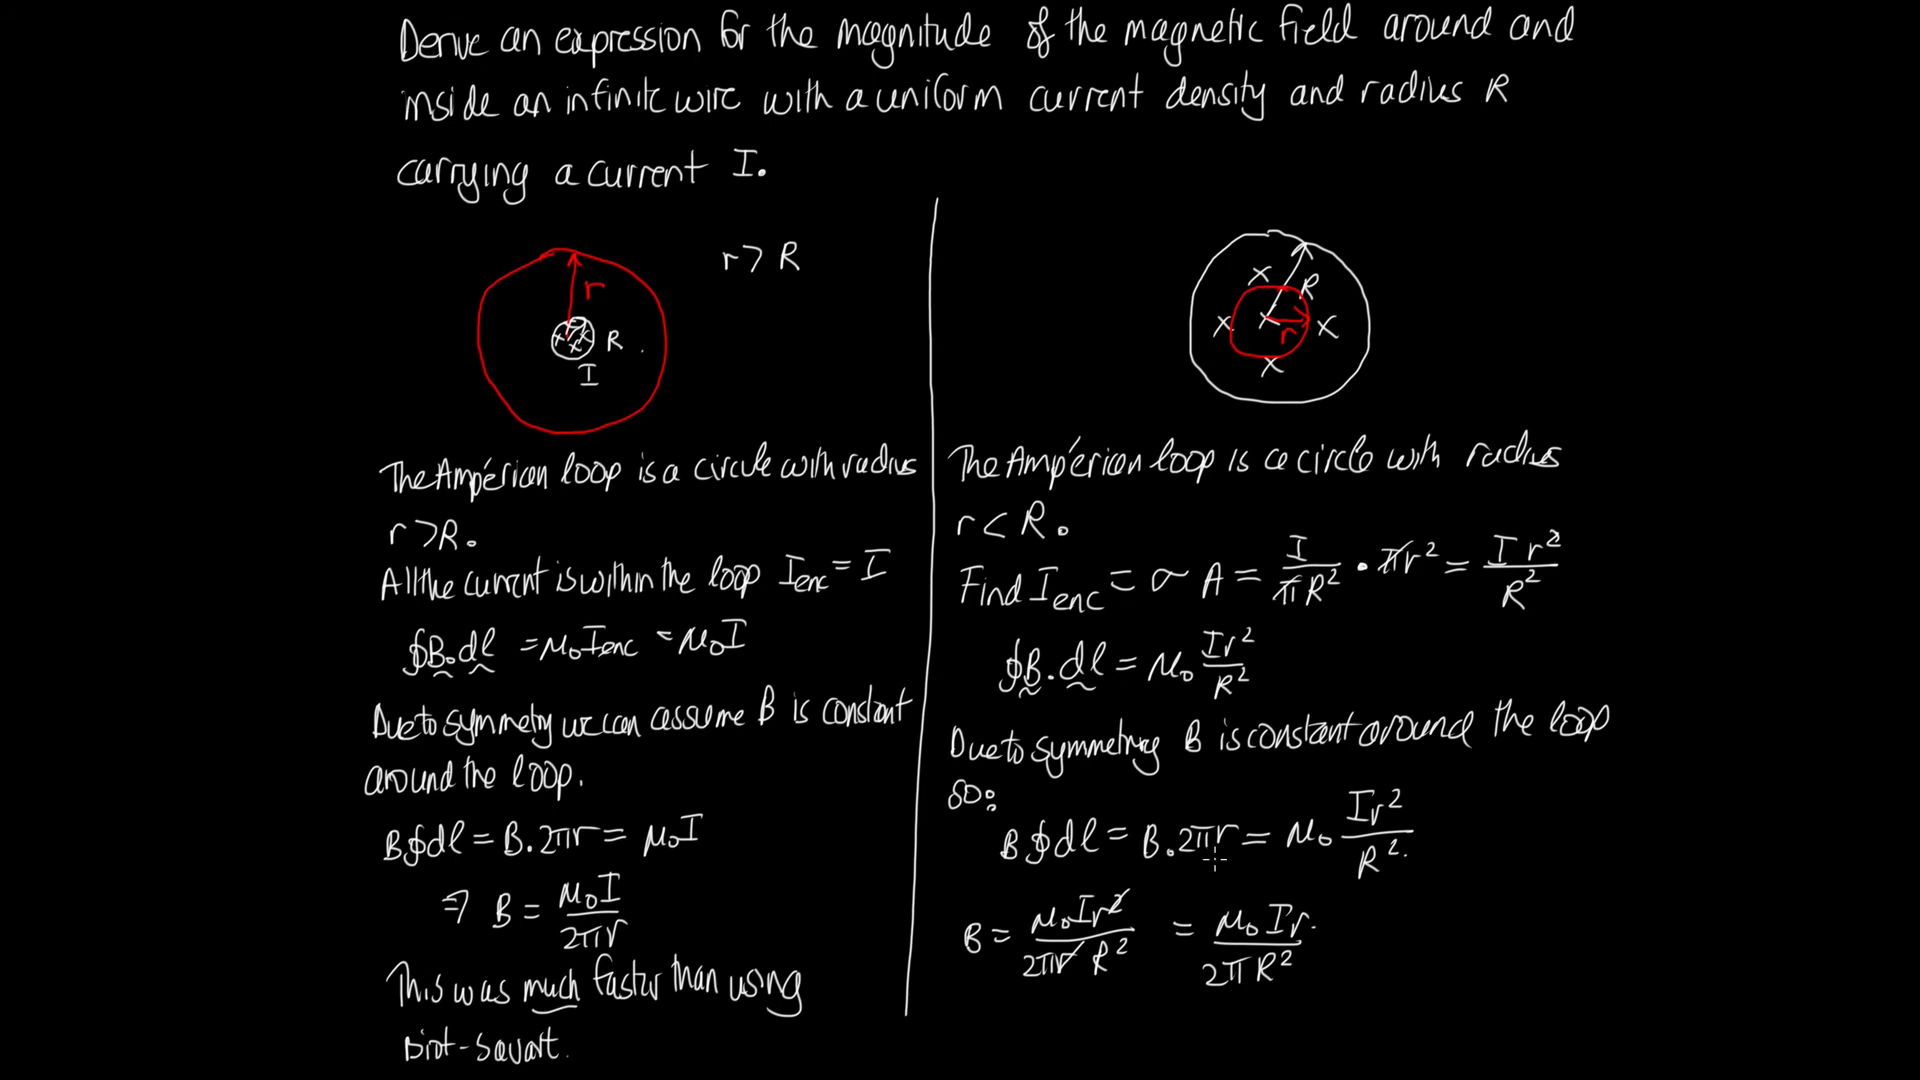 Derive an expression for the magnitude of the magnetic field around and
inside an infinite wire with a uniform current density and radius R
carrying a current I.
r > R
r
R
I
The Ampérian loop is a circle with radius
r > R.
All the current is within the loop I_enc = I
∮B.dl = μ₀I_enc = μ₀I
Due to symmetry we can assume B is constant
around the loop.
B∮dl = B.2πr = μ₀I
⇒ B = μ₀I / 2πr
This was much faster than using
Biot-Savart.
R
r
The Ampérian loop is a circle with radius
r < R.
Find I_enc = σ A = I / πR² • πr² = I r² / R²
∮B.dl = μ₀ Ir² / R²
Due to symmetry B is constant around the loop
so:
B∮dl = B.2πr = μ₀ Ir² / R².
B = μ₀Ir² / 2πr R² = μ₀ Ir / 2πR²